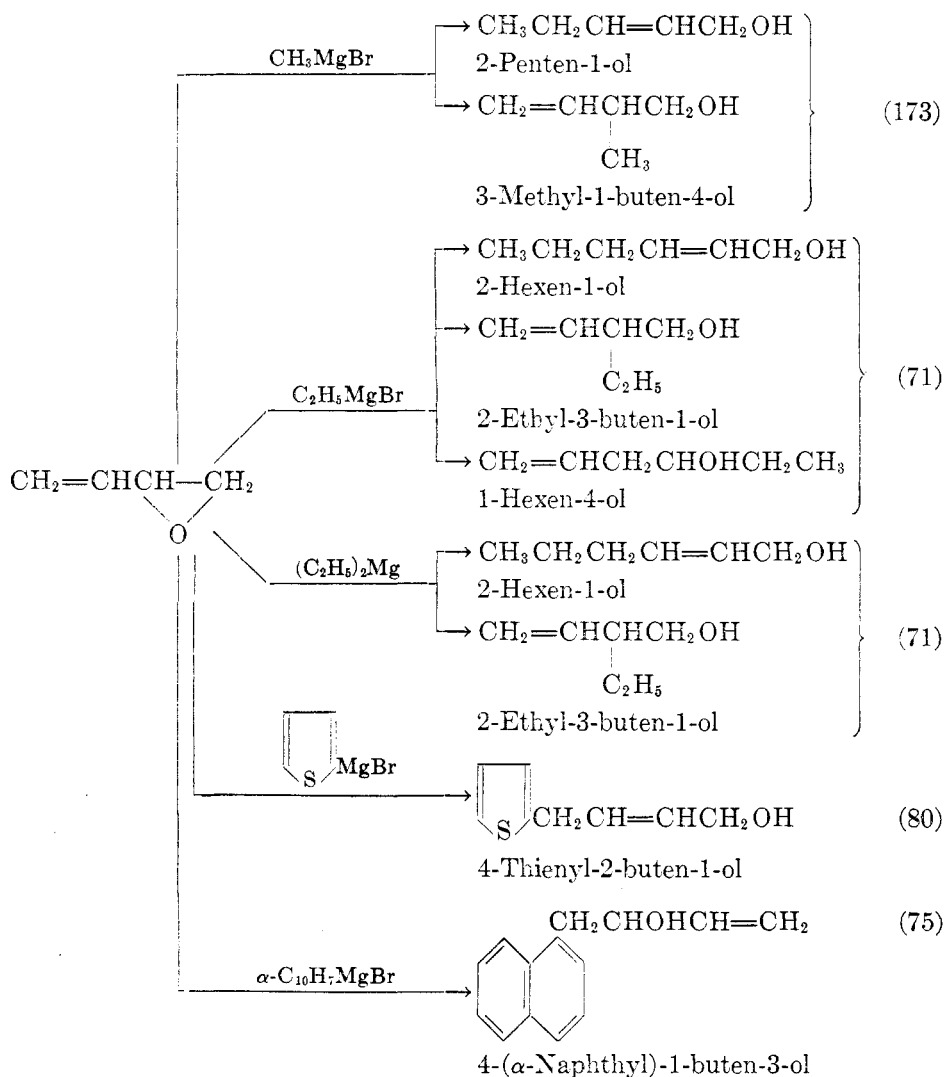 CH₃CH₂CH=CHCH₂OH
CH₃MgBr
2-Penten-1-ol
CH₂=CHCHCH₂OH
(173)
CH₃
3-Methyl-1-buten-4-ol
CH₃CH₂CH₂CH=CHCH₂OH
2-Hexen-1-ol
CH₂=CHCHCH₂OH
(71)
C₂H₅
C₂H₅MgBr
2-Ethyl-3-buten-1-ol
CH₂=CHCH₂CHOHCH₂CH₃
1-Hexen-4-ol
CH₂=CHCH—CH₂
O
CH₃CH₂CH₂CH=CHCH₂OH
(C₂H₅)₂Mg
2-Hexen-1-ol
CH₂=CHCHCH₂OH
(71)
C₂H₅
2-Ethyl-3-buten-1-ol
S MgBr
S CH₂CH=CHCH₂OH (80)
4-Thienyl-2-buten-1-ol
CH₂CHOHCH=CH₂ (75)
α-C₁₀H₇MgBr
4-(α-Naphthyl)-1-buten-3-ol